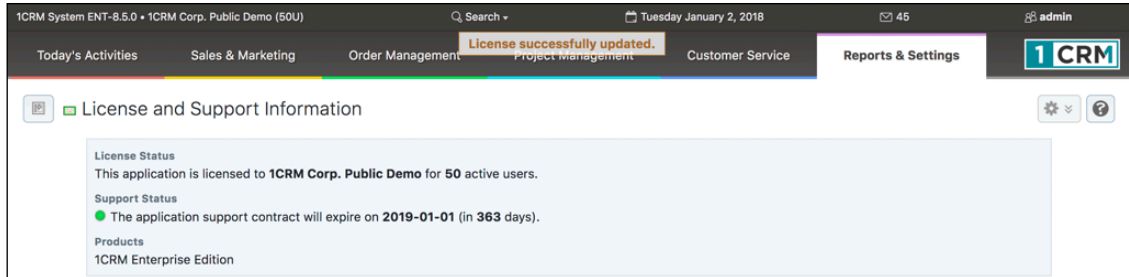 1CRM System ENT-8.5.0 • 1CRM Corp. Public Demo (50U) Search Tuesday January 2, 2018 45 admin
License successfully updated.
Today's Activities Sales & Marketing Order Management Project Management Customer Service Reports & Settings 1 CRM
License and Support Information
License Status
This application is licensed to 1CRM Corp. Public Demo for 50 active users.
Support Status
The application support contract will expire on 2019-01-01 (in 363 days).
Products
1CRM Enterprise Edition